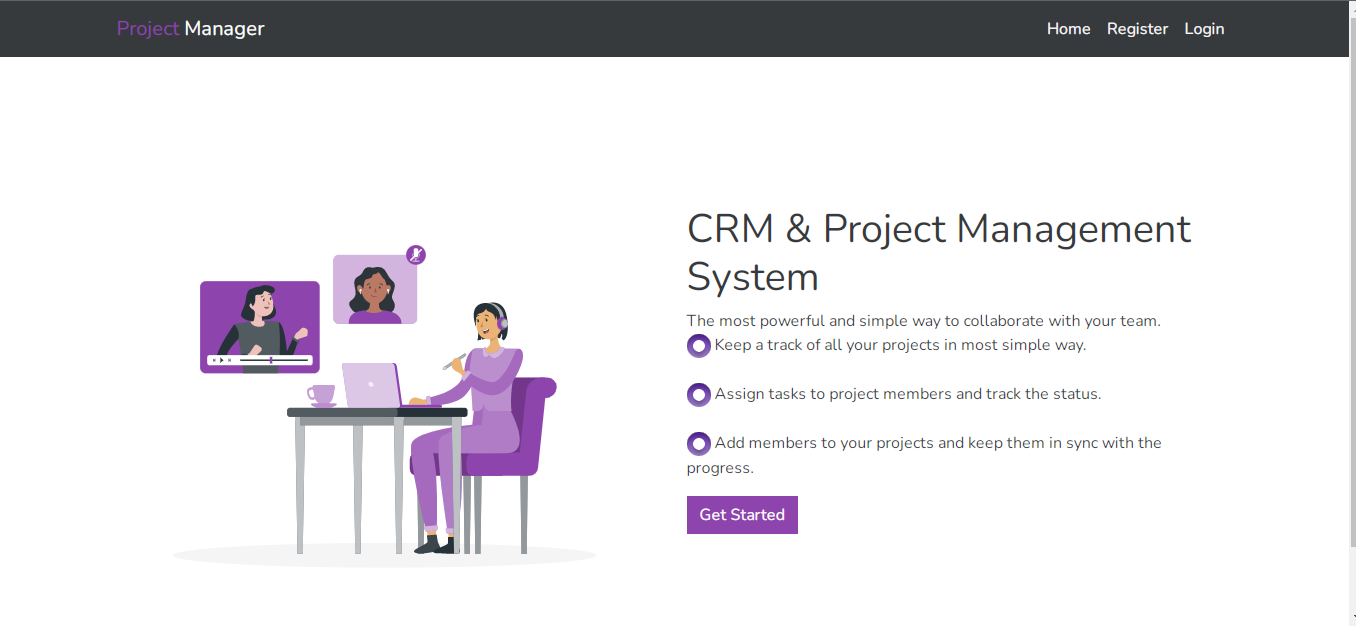 Project Manager
Home Register Login
CRM & Project Management
System
The most powerful and simple way to collaborate with your team.
Keep a track of all your projects in most simple way.
Assign tasks to project members and track the status.
Add members to your projects and keep them in sync with the
progress.
Get Started